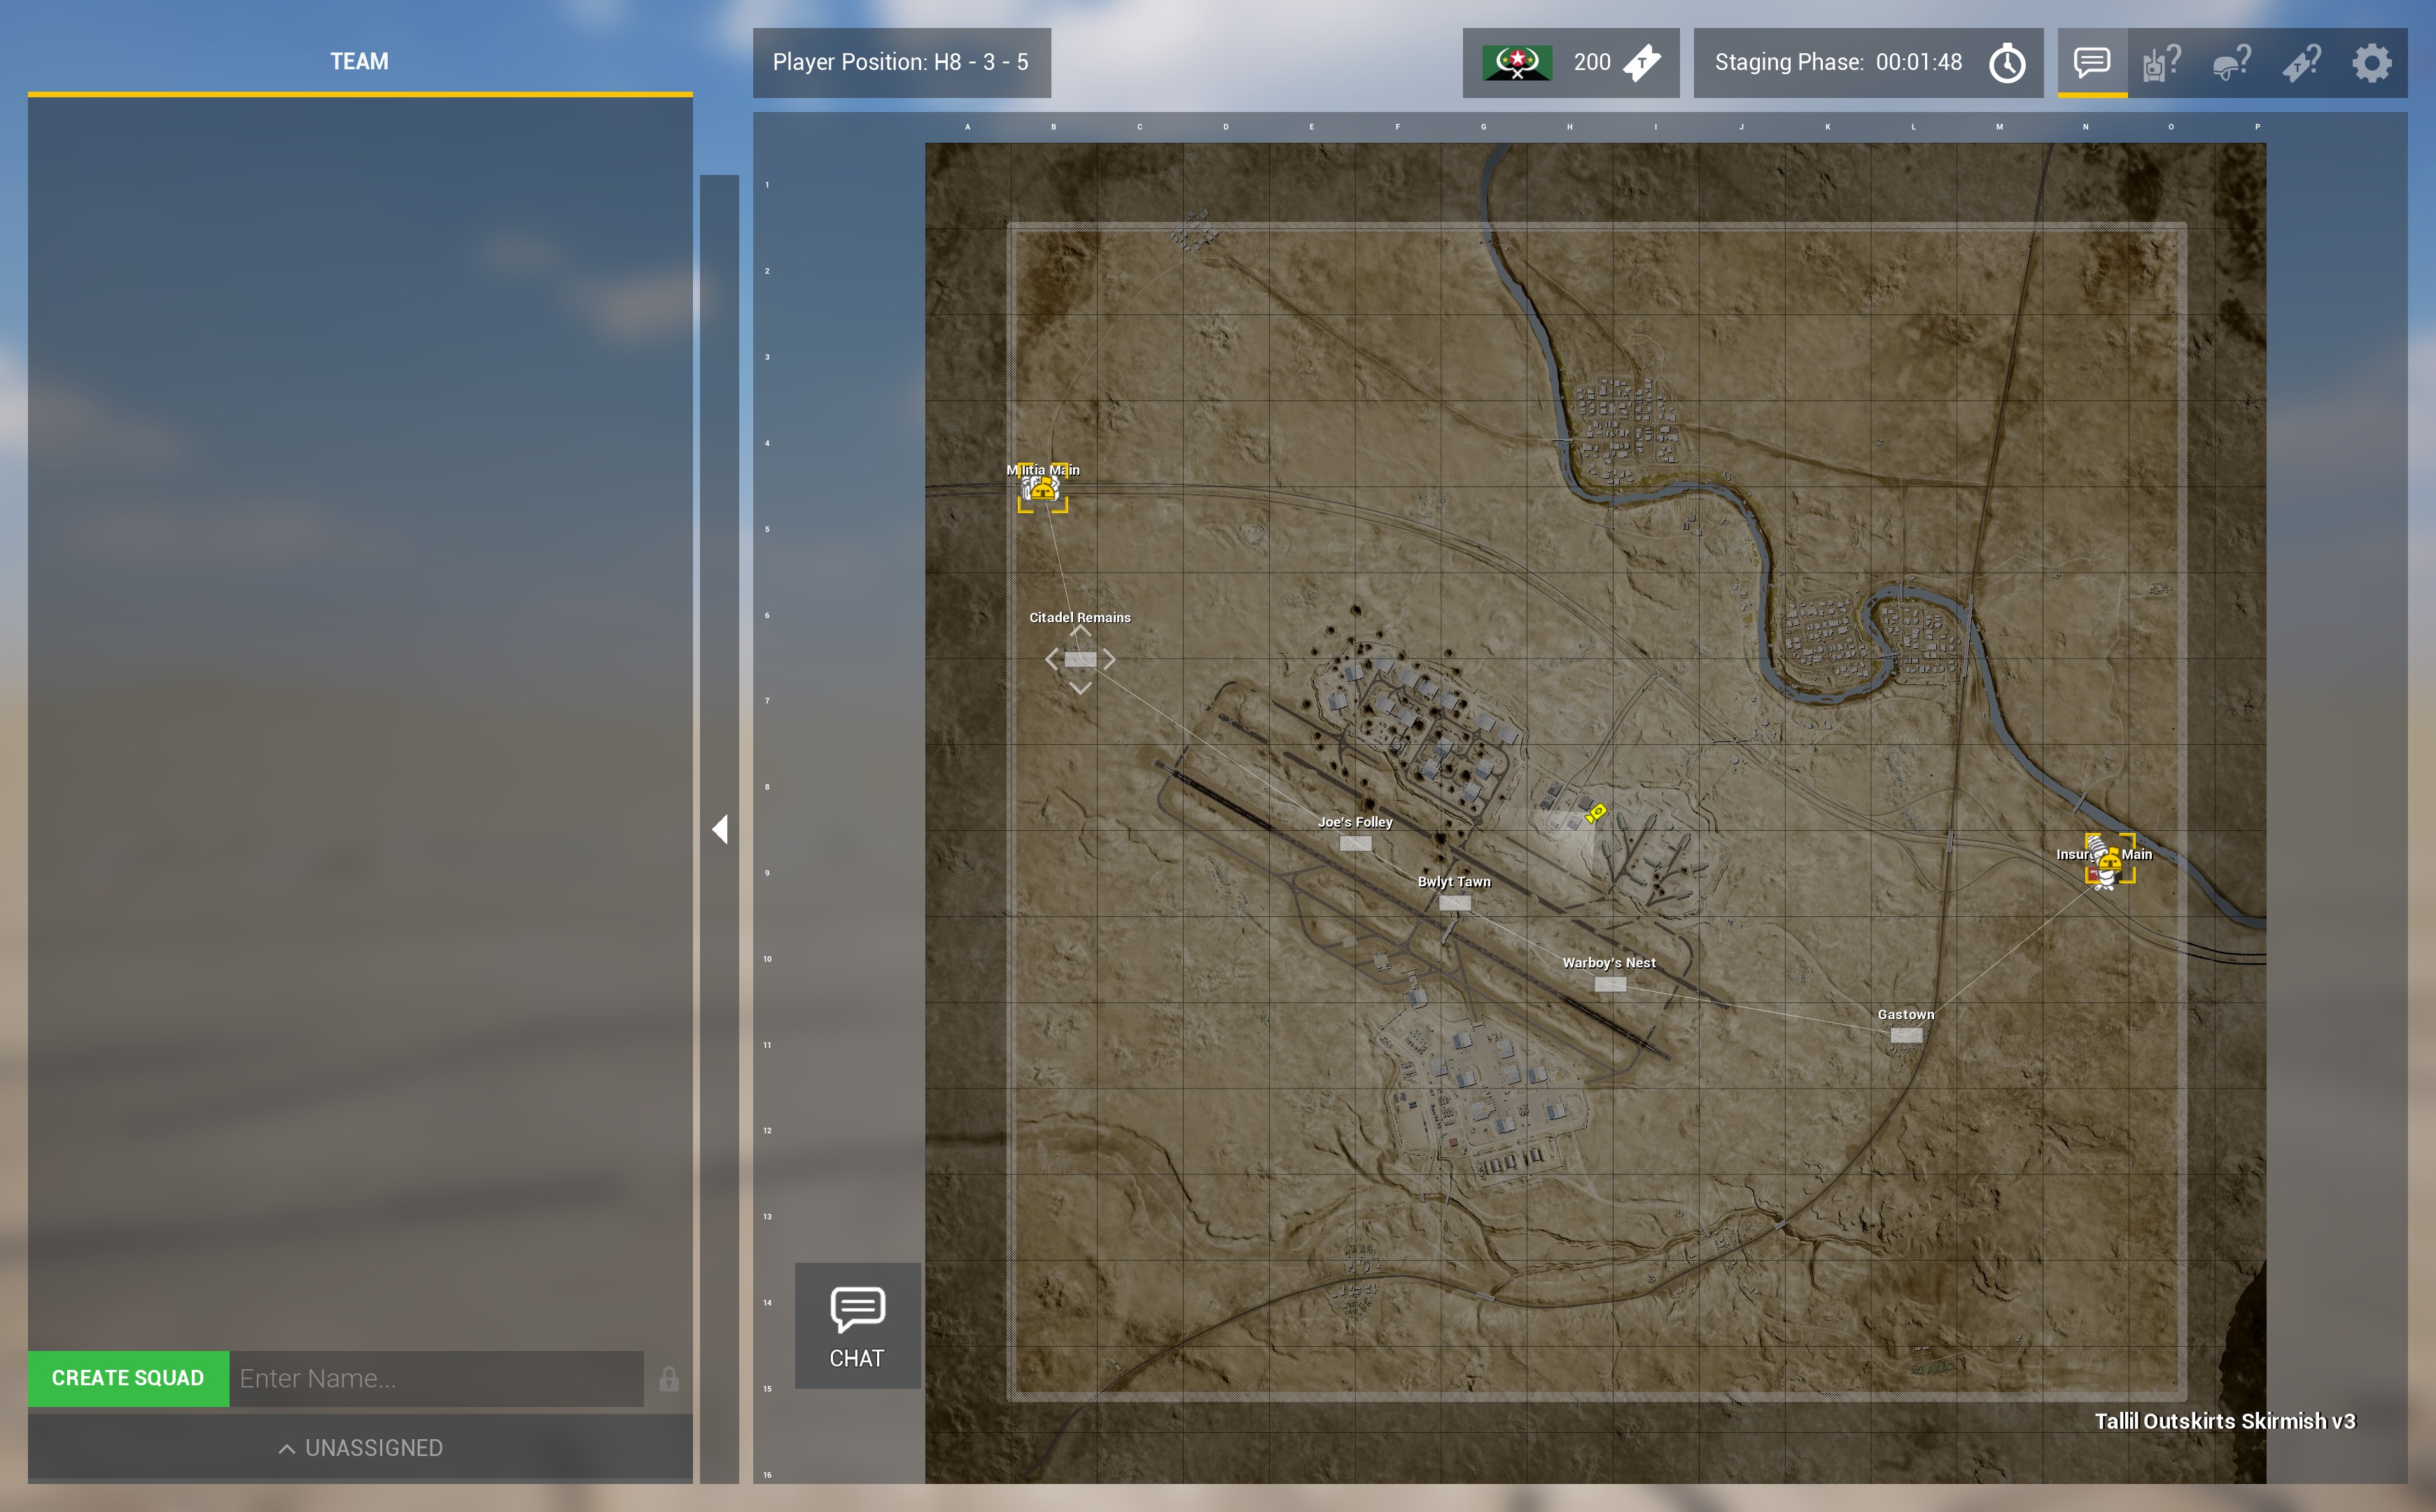 TEAM
Player Position: H8 - 3 - 5
200
T
Staging Phase: 00:01:48
?
?
T?
A B C D E F G H I J K L M N O P
1
2
3
4
Militia Main
5
6
Citadel Remains
7
8
Joe's Folley
9
Insur Main
Bwlyt Tawn
10
Warboy's Nest
Gastown
11
12
13
14
CHAT
CREATE SQUAD
Enter Name...
15
Tallil Outskirts Skirmish v3
UNASSIGNED
16